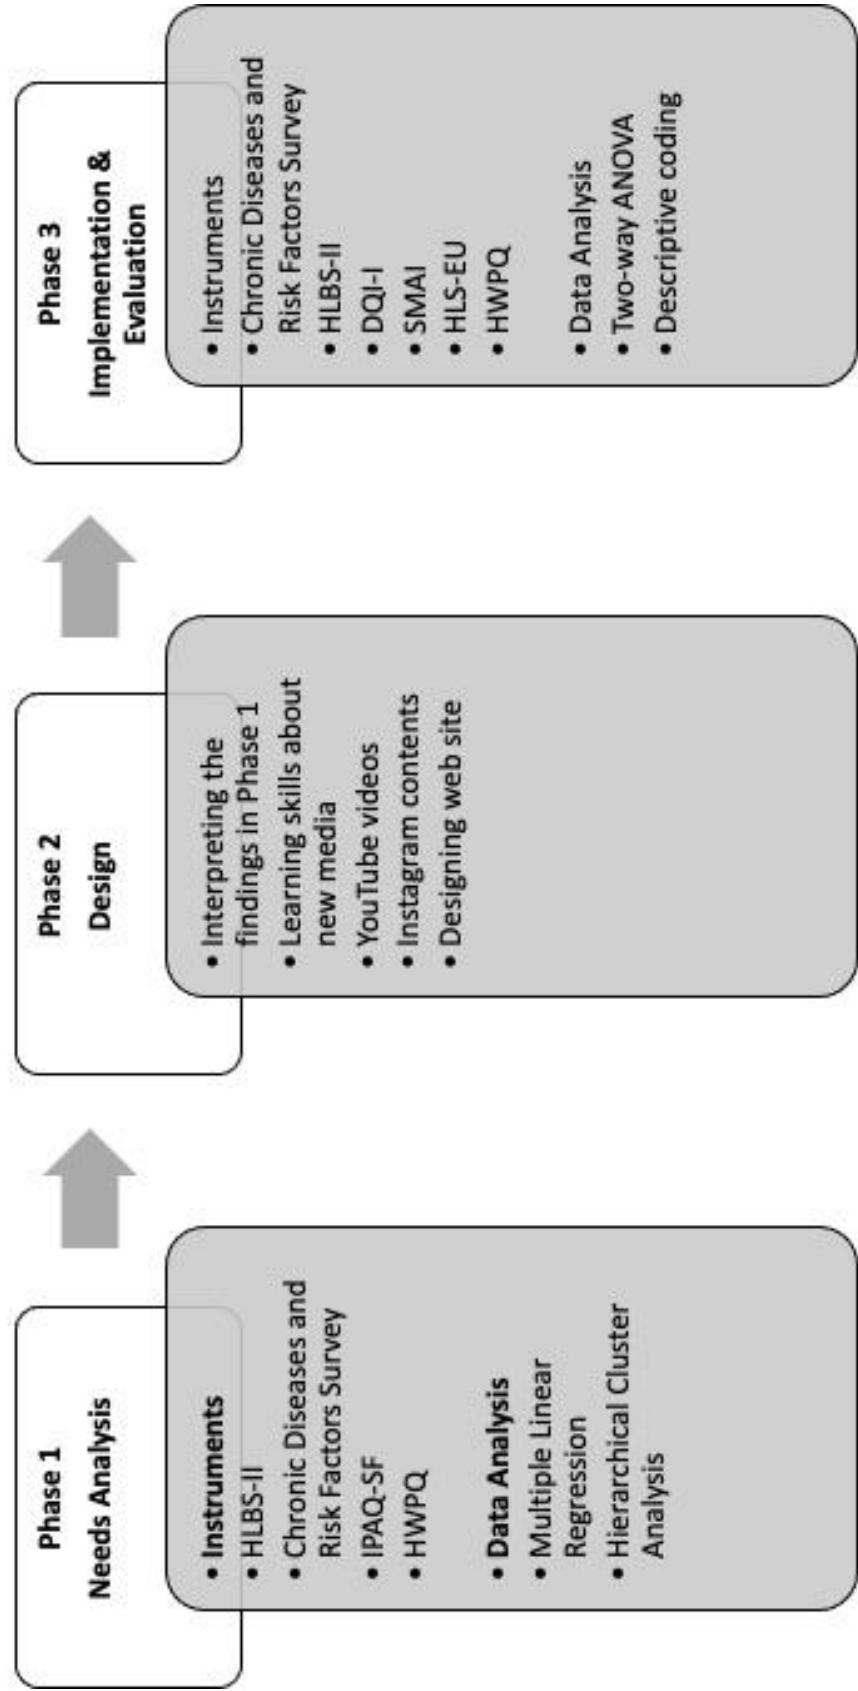 Phase 1
Needs Analysis
• Instruments
• HLBS-II
• Chronic Diseases and
Risk Factors Survey
• IPAQ-SF
• HWPQ
• Data Analysis
• Multiple Linear
Regression
• Hierarchical Cluster
Analysis
Phase 2
Design
• Interpreting the
findings in Phase 1
• Learning skills about
new media
• YouTube videos
• Instagram contents
• Designing web site
Phase 3
Implementation &
Evaluation
• Instruments
• Chronic Diseases and
Risk Factors Survey
• HLBS-II
• DQI-I
• SMAI
• HLS-EU
• HWPQ
• Data Analysis
• Two-way ANOVA
• Descriptive coding